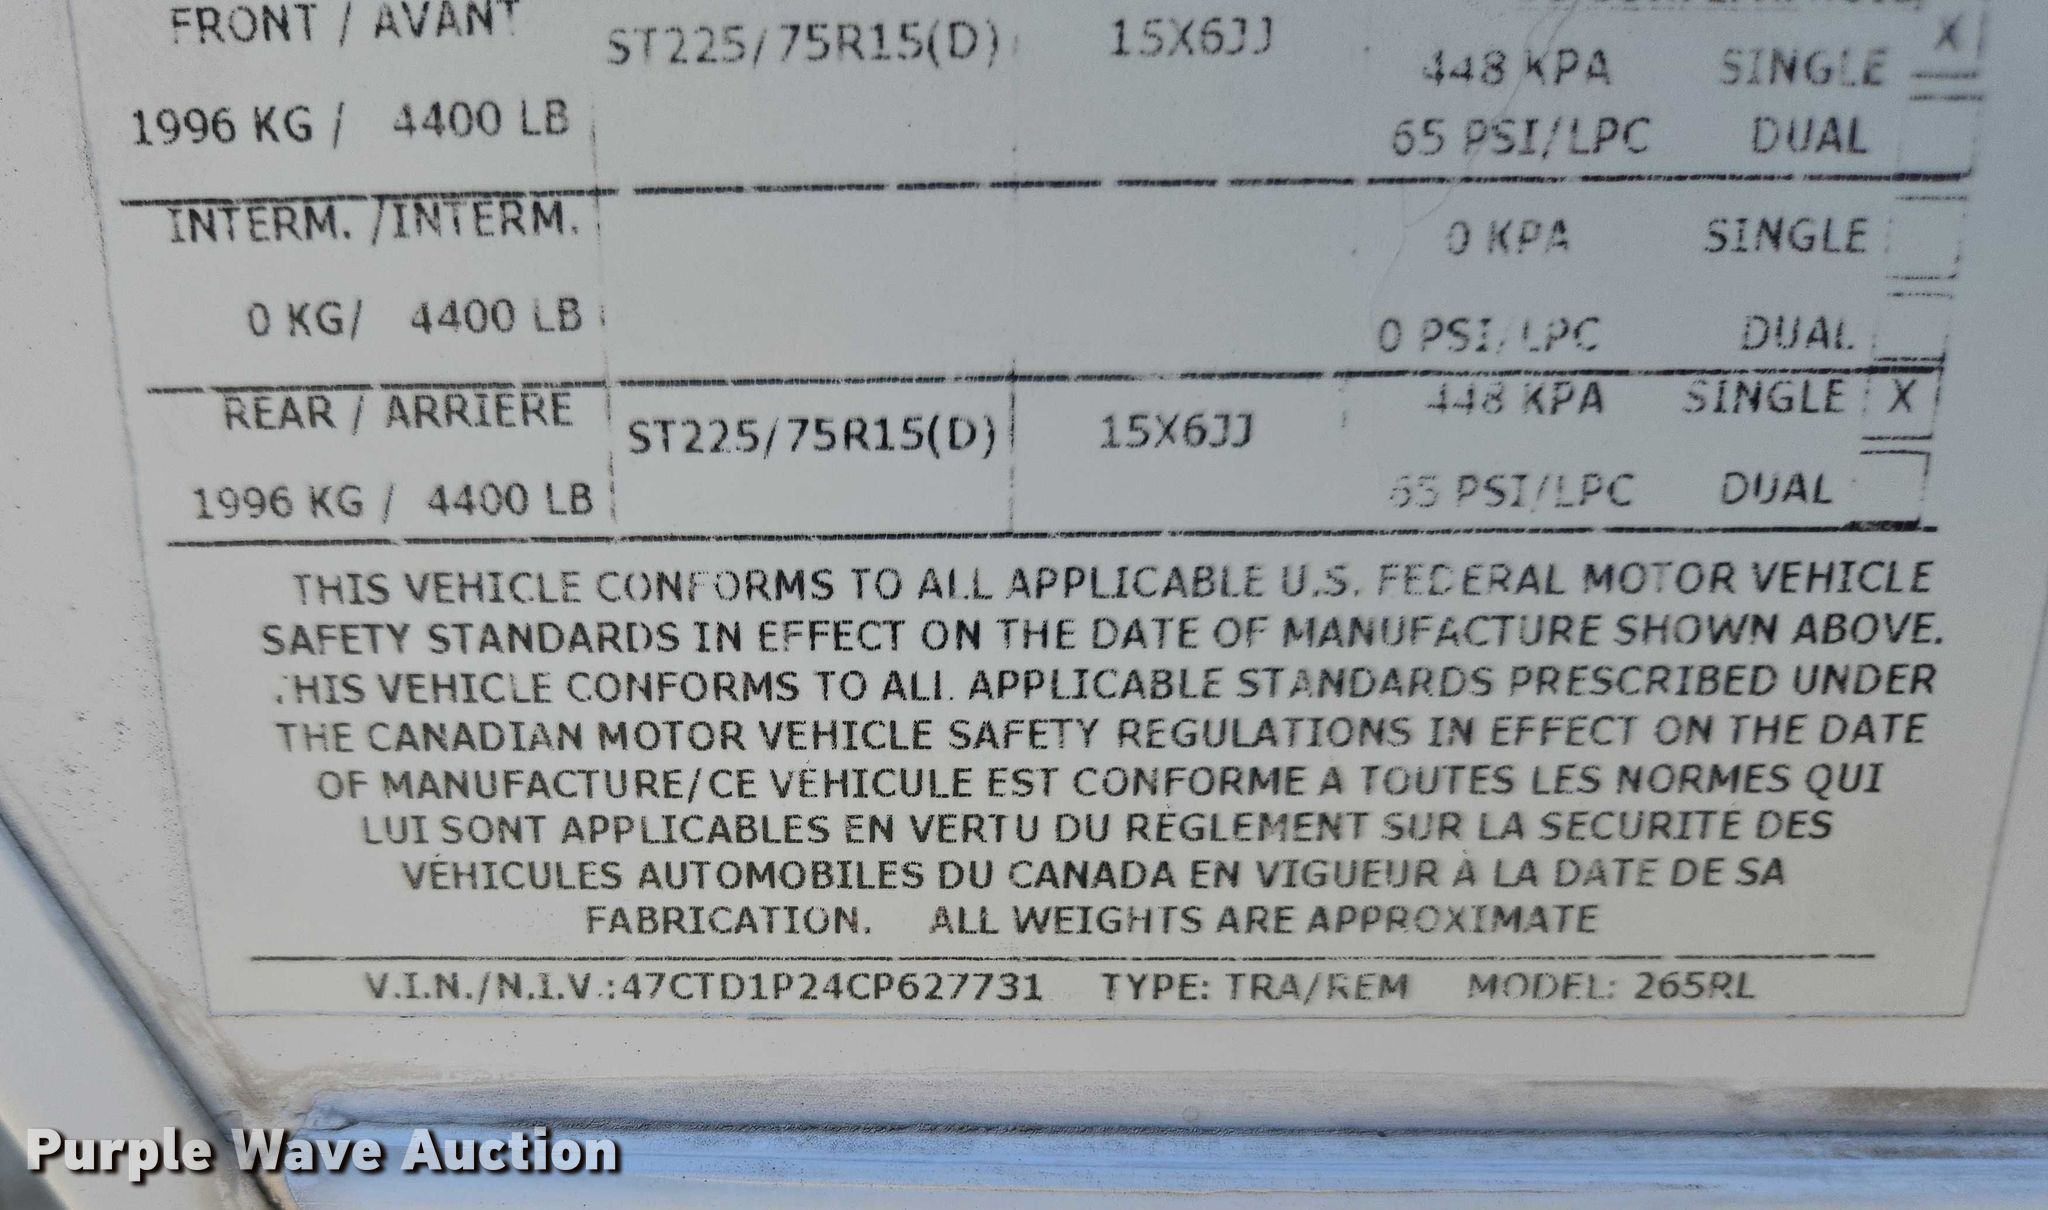 FRONT / AVANT ST225/75R15(D) 15X6JJ 448 KPA SINGLE X
1996 KG / 4400 LB 65 PSI/LPC DUAL
INTERM. /INTERM. 0 KPA SINGLE
0 KG/ 4400 LB 0 PSI/LPC DUAL
REAR / ARRIERE ST225/75R15(D) 15X6JJ 448 KPA SINGLE X
1996 KG / 4400 LB 65 PSI/LPC DUAL
THIS VEHICLE CONFORMS TO ALL APPLICABLE U.S. FEDERAL MOTOR VEHICLE
SAFETY STANDARDS IN EFFECT ON THE DATE OF MANUFACTURE SHOWN ABOVE.
THIS VEHICLE CONFORMS TO ALL APPLICABLE STANDARDS PRESCRIBED UNDER
THE CANADIAN MOTOR VEHICLE SAFETY REGULATIONS IN EFFECT ON THE DATE
OF MANUFACTURE/CE VÉHICULE EST CONFORME À TOUTES LES NORMES QUI
LUI SONT APPLICABLES EN VERTU DU RÈGLEMENT SUR LA SÉCURITÉ DES
VÉHICULES AUTOMOBILES DU CANADA EN VIGUEUR À LA DATE DE SA
FABRICATION. ALL WEIGHTS ARE APPROXIMATE
V.I.N./N.I.V.:47CTD1P24CP627731 TYPE: TRA/REM MODEL: 265RL
Purple Wave Auction